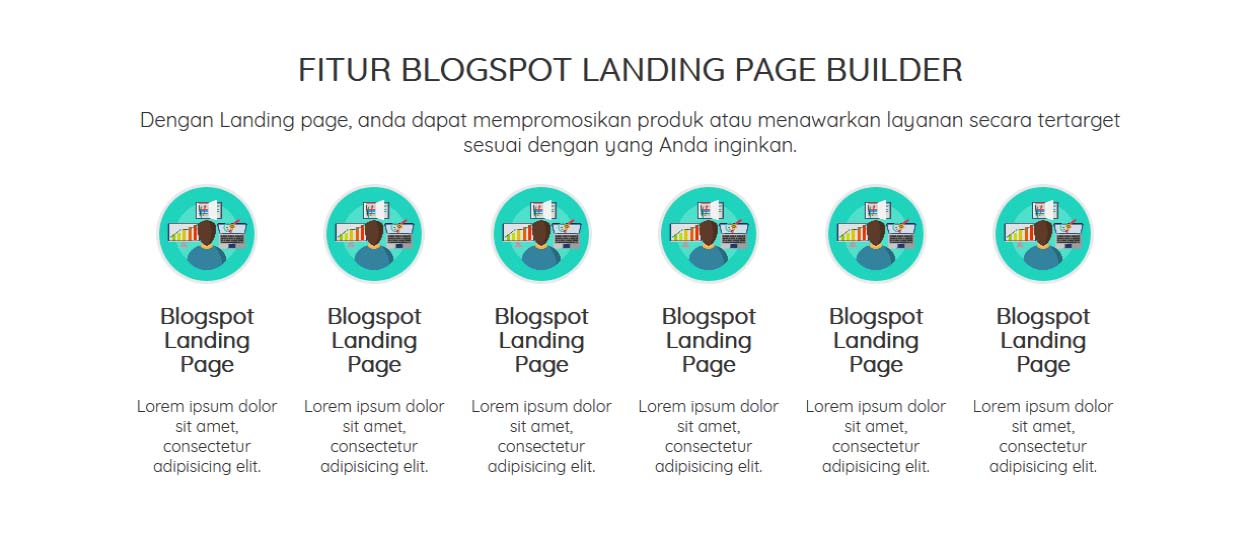 FITUR BLOGSPOT LANDING PAGE BUILDER
Dengan Landing page, anda dapat mempromosikan produk atau menawarkan layanan secara tertarget
sesuai dengan yang Anda inginkan.
Blogspot
Landing
Page
Lorem ipsum dolor
sit amet,
consectetur
adipisicing elit.
Blogspot
Landing
Page
Lorem ipsum dolor
sit amet,
consectetur
adipisicing elit.
Blogspot
Landing
Page
Lorem ipsum dolor
sit amet,
consectetur
adipisicing elit.
Blogspot
Landing
Page
Lorem ipsum dolor
sit amet,
consectetur
adipisicing elit.
Blogspot
Landing
Page
Lorem ipsum dolor
sit amet,
consectetur
adipisicing elit.
Blogspot
Landing
Page
Lorem ipsum dolor
sit amet,
consectetur
adipisicing elit.